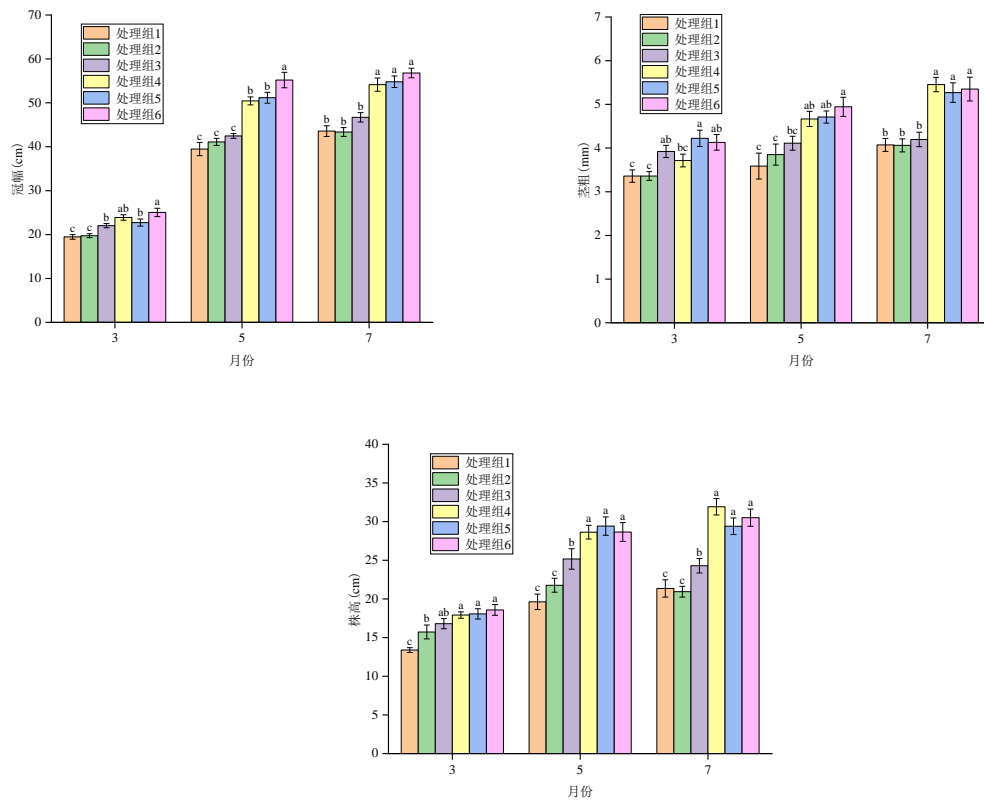 70
60
50
40
30
20
10
0
冠幅 (cm)
处理组1
处理组2
处理组3
处理组4
处理组5
处理组6
c c b ab b a
c c c b b a
b b b a a a
3 5 7
月份
7
6
5
4
3
2
1
0
茎粗 (mm)
处理组1
处理组2
处理组3
处理组4
处理组5
处理组6
c c ab bc a ab
c c bc ab ab a
b b b a a a
3 5 7
月份
40
35
30
25
20
15
10
5
0
株高 (cm)
处理组1
处理组2
处理组3
处理组4
处理组5
处理组6
c b ab a a a
c c b a a a
c c b a a a
3 5 7
月份